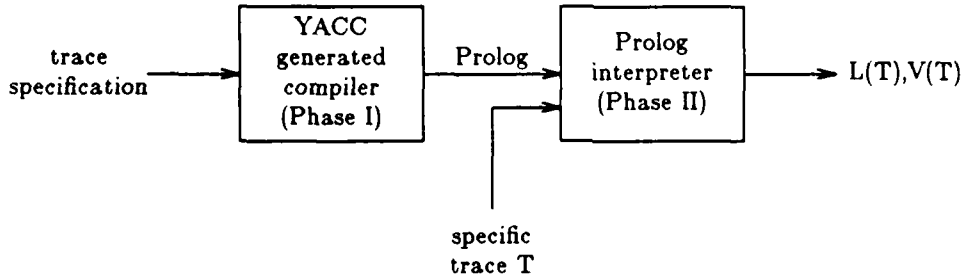 trace
specification
YACC
generated
compiler
(Phase I)
Prolog
Prolog
interpreter
(Phase II)
L(T),V(T)
specific
trace T